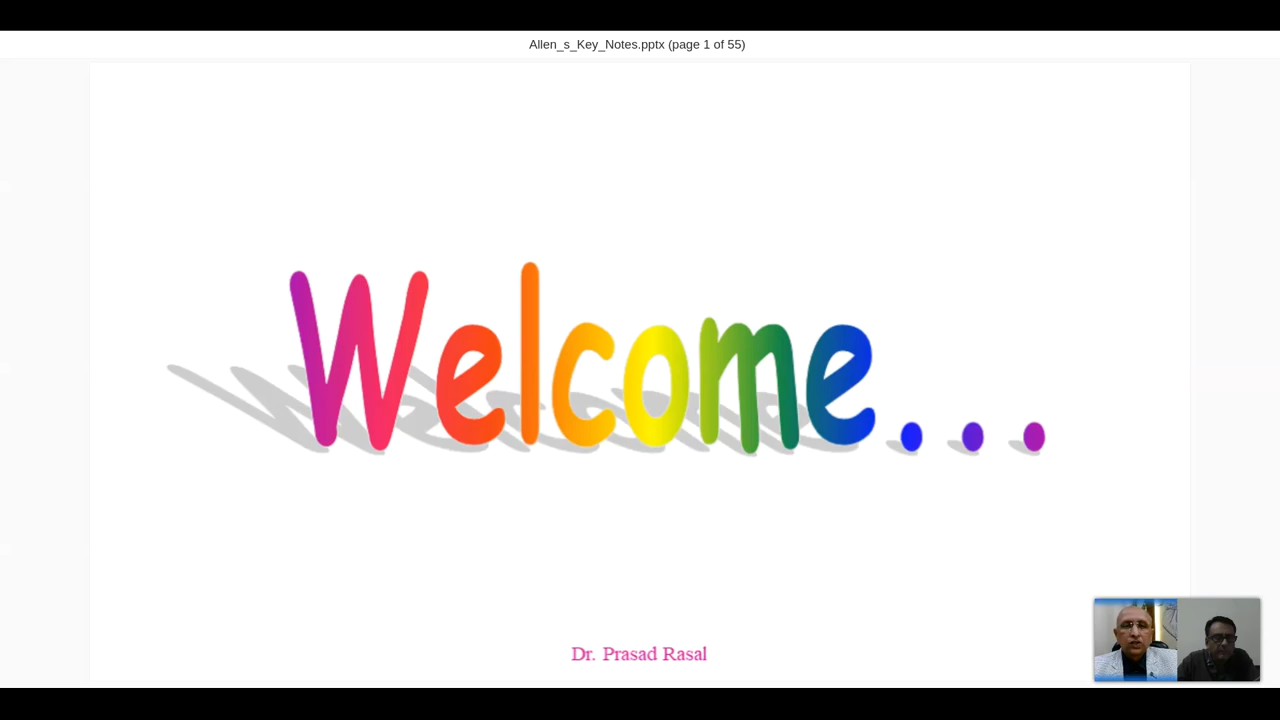 Allen_s_Key_Notes.pptx (page 1 of 55)
Welcome...
Dr. Prasad Rasal